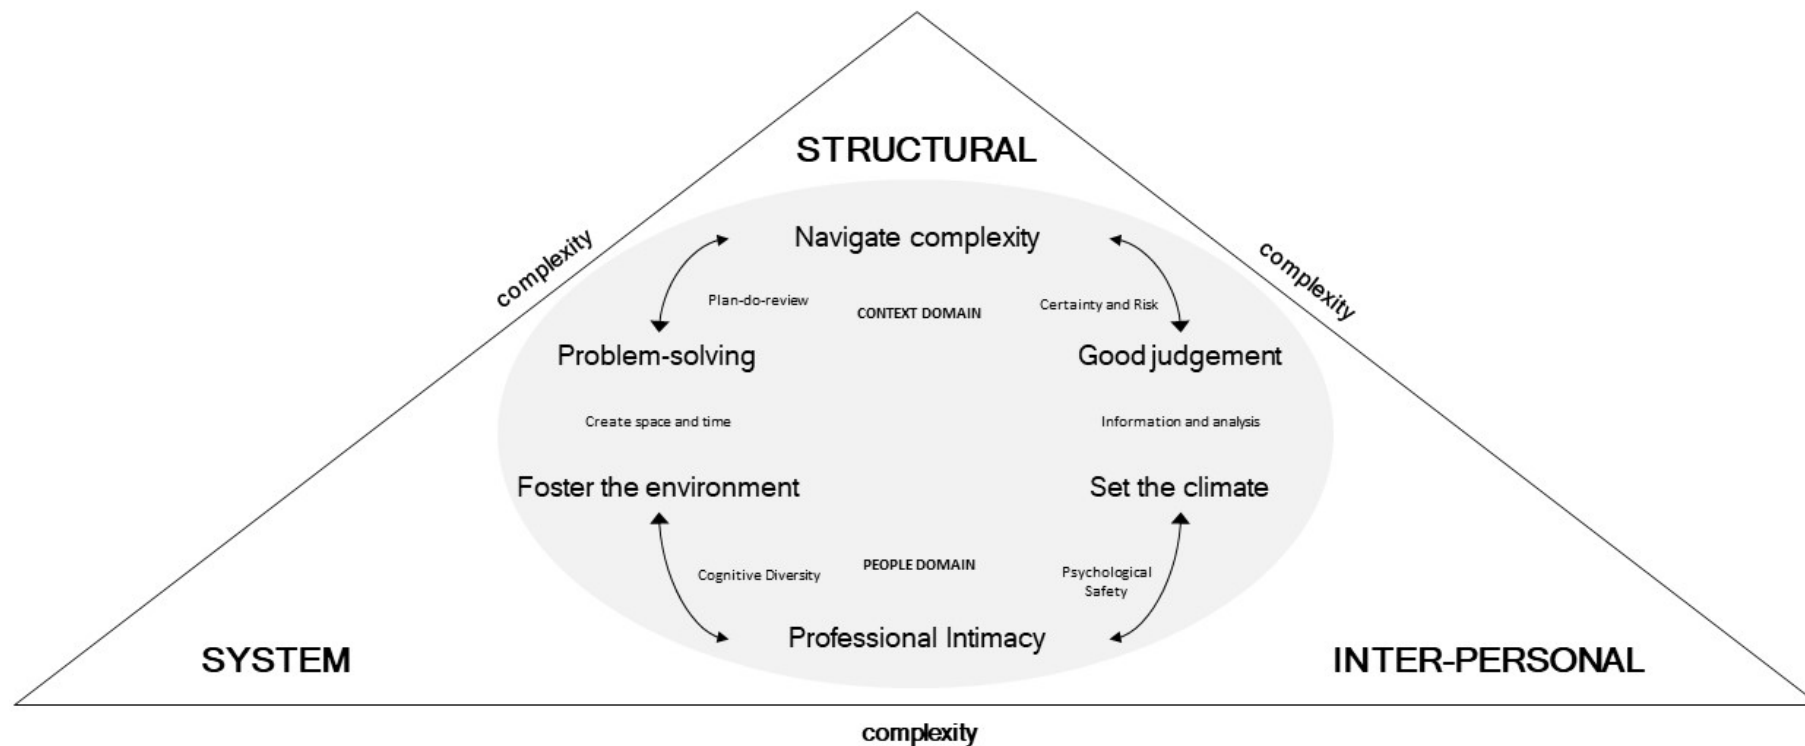 STRUCTURAL
Navigate complexity
complexity
complexity
Plan-do-review
CONTEXT DOMAIN
Certainty and Risk
Problem-solving
Good judgement
Create space and time
Information and analysis
Foster the environment
Set the climate
Cognitive Diversity
PEOPLE DOMAIN
Psychological
Safety
Professional Intimacy
SYSTEM
INTER-PERSONAL
complexity